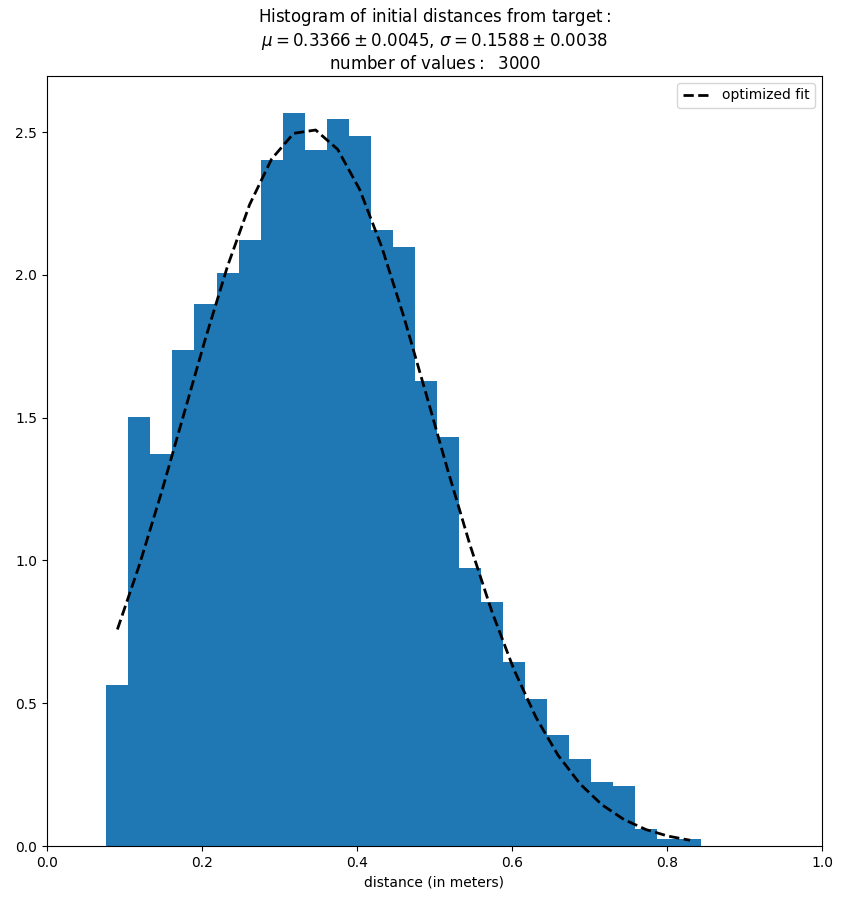 Histogram of initial distances from target :
μ = 0.3366 ± 0.0045, σ = 0.1588 ± 0.0038
number of values : 3000
optimized fit
2.5
2.0
1.5
1.0
0.5
0.0
0.0 0.2 0.4 0.6 0.8 1.0
distance (in meters)